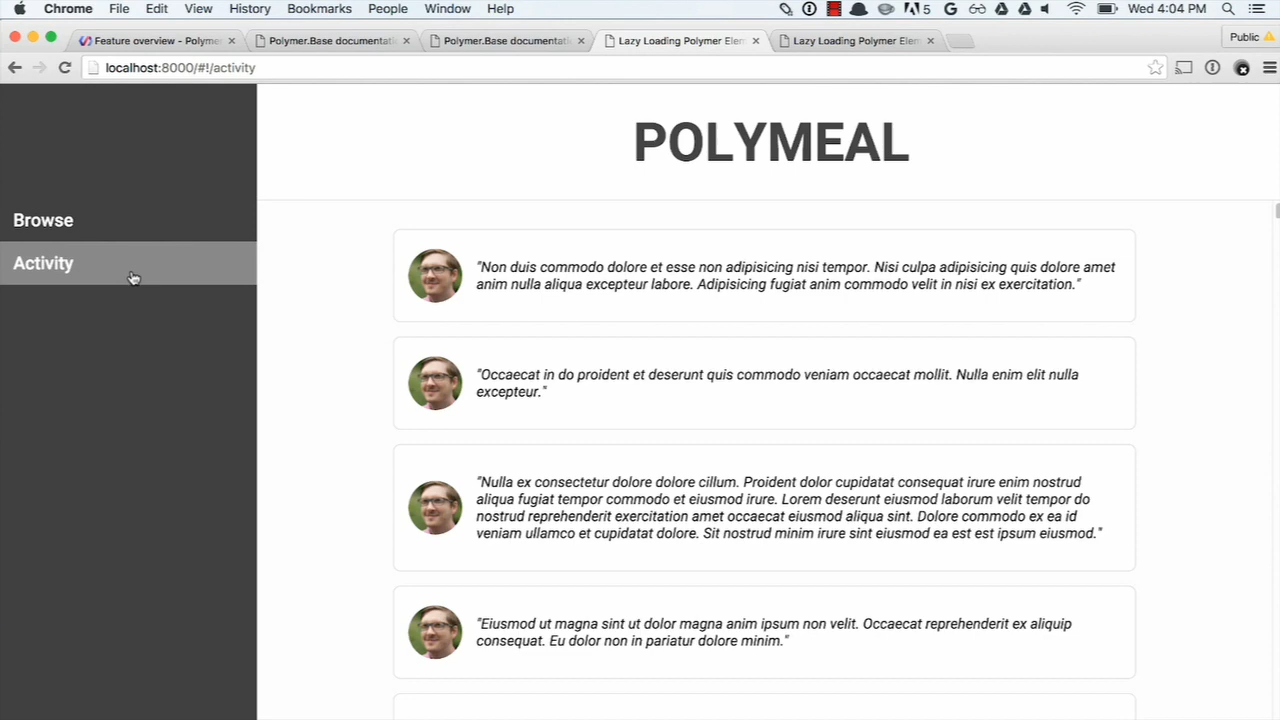 Chrome File Edit View History Bookmarks People Window Help 5 Wed 4:04 PM
Feature overview - Polyme Polymer.Base documentati Polymer.Base documentati Lazy Loading Polymer Elem Lazy Loading Polymer Elem Public
localhost:8000/#!/activity
POLYMEAL
Browse
Activity
"Non duis commodo dolore et esse non adipisicing nisi tempor. Nisi culpa adipisicing quis dolore amet
anim nulla aliqua excepteur labore. Adipisicing fugiat anim commodo velit in nisi ex exercitation."
"Occaecat in do proident et deserunt quis commodo veniam occaecat mollit. Nulla enim elit nulla
excepteur."
"Nulla ex consectetur dolore dolore cillum. Proident dolor cupidatat consequat irure enim nostrud
aliqua fugiat tempor commodo et eiusmod irure. Lorem deserunt eiusmod laborum velit tempor do
nostrud reprehenderit exercitation amet occaecat eiusmod aliqua sint. Dolore commodo ex ea id
veniam ullamco et cupidatat dolore. Sit nostrud minim irure sint eiusmod ea est est ipsum eiusmod."
"Eiusmod ut magna sint ut dolor magna anim ipsum non velit. Occaecat reprehenderit ex aliquip
consequat. Eu dolor non in pariatur dolore minim."